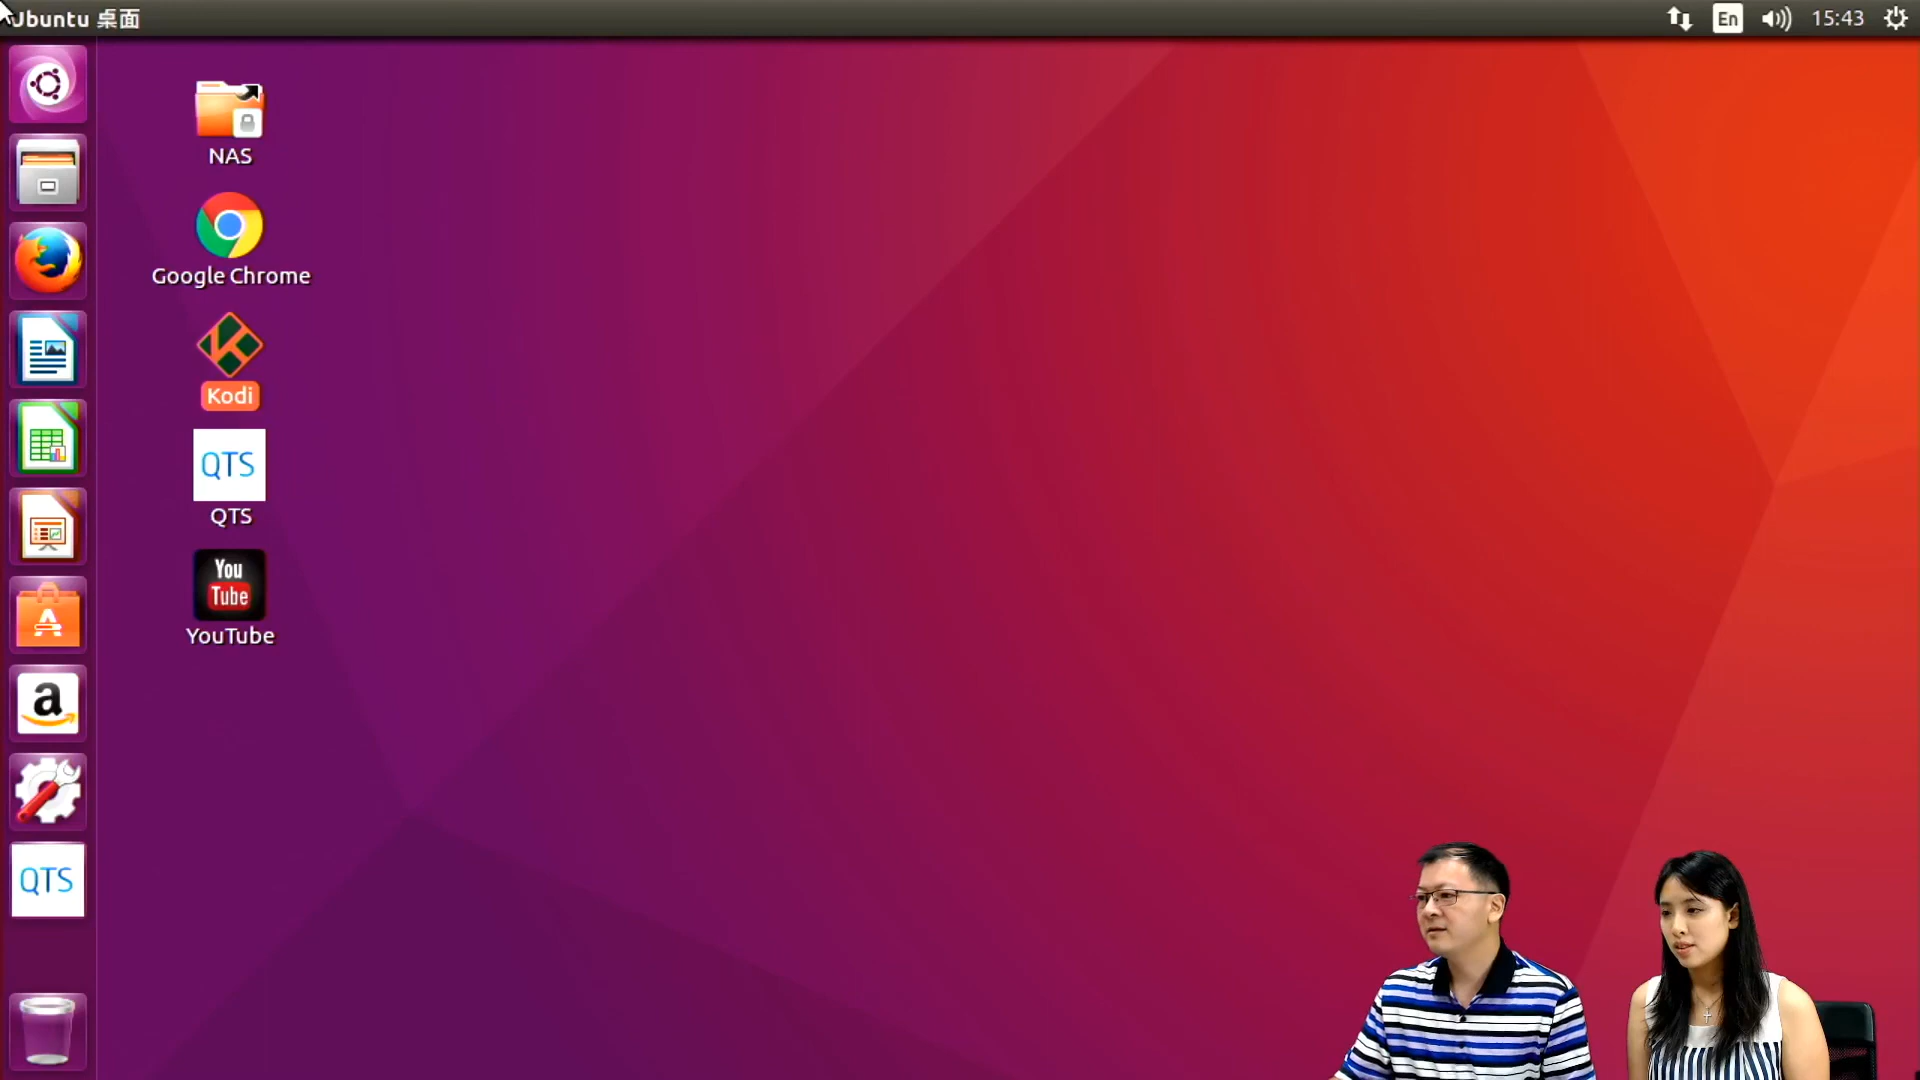 Ubuntu 桌面
En
15:43
NAS
Google Chrome
Kodi
QTS
QTS
You
Tube
YouTube
a
QTS